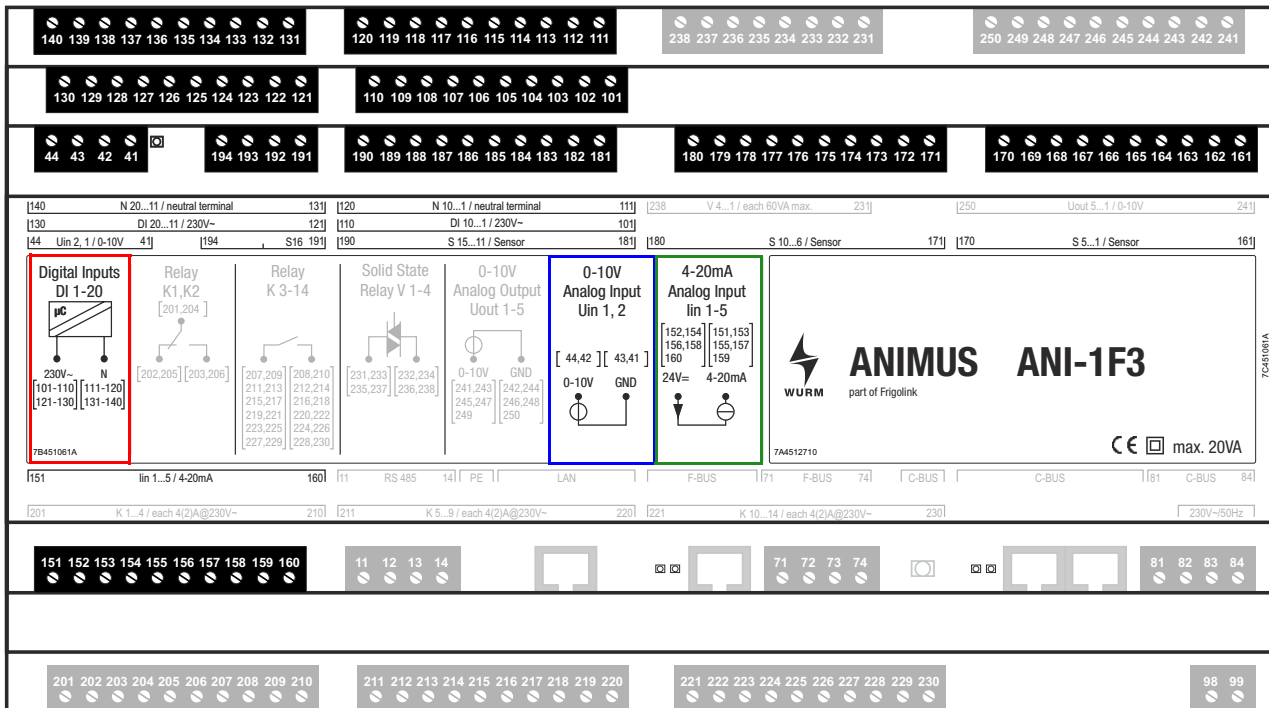 140 139 138 137 136 135 134 133 132 131
120 119 118 117 116 115 114 113 112 111
238 237 236 235 234 233 232 231
250 249 248 247 246 245 244 243 242 241
130 129 128 127 126 125 124 123 122 121
110 109 108 107 106 105 104 103 102 101
44 43 42 41
194 193 192 191
190 189 188 187 186 185 184 183 182 181
180 179 178 177 176 175 174 173 172 171
170 169 168 167 166 165 164 163 162 161
140 N 20...11 / neutral terminal 131
120 N 10...1 / neutral terminal 111
238 V 4...1 / each 60VA max. 231
250 Uout 5...1 / 0-10V 241
130 DI 20...11 / 230V~ 121
110 DI 10...1 / 230V~ 101
44 Uin 2, 1 / 0-10V 41
194 S16 191
190 S 15...11 / Sensor 181
180 S 10...6 / Sensor 171
170 S 5...1 / Sensor 161
Digital Inputs
DI 1-20
µC
230V~ N
[101-110] [111-120]
[121-130] [131-140]
7B451061A
Relay
K1,K2
[201,204]
[202,205] [203,206]
Relay
K 3-14
207,209 208,210
211,213 212,214
215,217 216,218
219,221 220,222
223,225 224,226
227,229 228,230
Solid State
Relay V 1-4
231,233 232,234
235,237 236,238
0-10V
Analog Output
Uout 1-5
0-10V GND
241,243 242,244
245,247 246,248
249 250
0-10V
Analog Input
Uin 1, 2
[ 44,42 ] [ 43,41 ]
0-10V GND
4-20mA
Analog Input
Iin 1-5
152,154 151,153
156,158 155,157
160 159
24V= 4-20mA
WURM
ANIMUS ANI-1F3
part of Frigolink
7A4512710
CE max. 20VA
7C451061A
151 Iin 1...5 / 4-20mA 160
11 RS 485 14
PE
LAN
F-BUS
71 F-BUS 74
C-BUS
C-BUS
81 C-BUS 84
201 K 1...4 / each 4(2)A@230V~ 210
211 K 5...9 / each 4(2)A@230V~ 220
221 K 10...14 / each 4(2)A@230V~ 230
230V~/50Hz
151 152 153 154 155 156 157 158 159 160
11 12 13 14
71 72 73 74
81 82 83 84
201 202 203 204 205 206 207 208 209 210
211 212 213 214 215 216 217 218 219 220
221 222 223 224 225 226 227 228 229 230
98 99